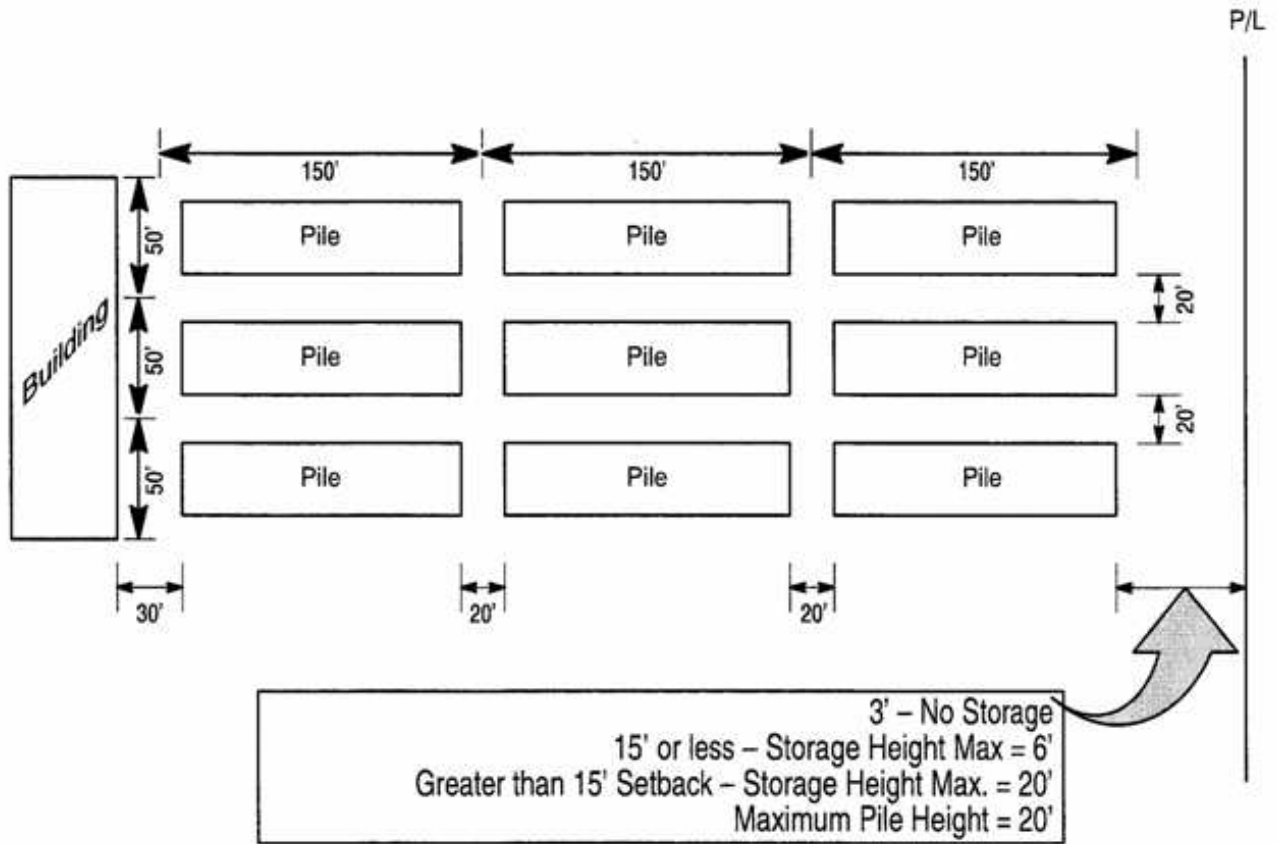 P/L
150'
150'
150'
Building
50'
Pile
Pile
Pile
20'
50'
Pile
Pile
Pile
20'
50'
Pile
Pile
Pile
30'
20'
20'
3' – No Storage
15' or less – Storage Height Max = 6'
Greater than 15' Setback – Storage Height Max. = 20'
Maximum Pile Height = 20'